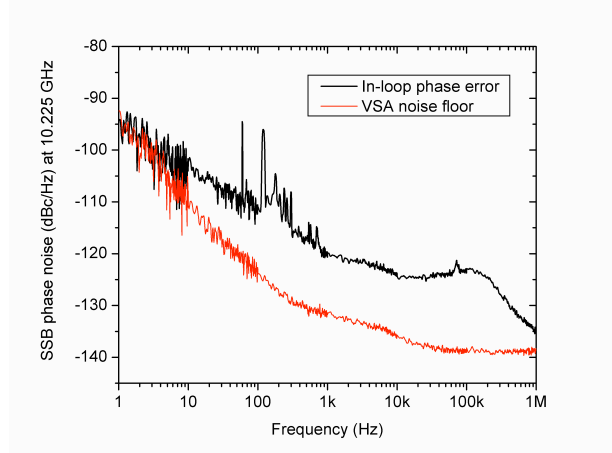 -80
-90
-100
-110
-120
-130
-140
SSB phase noise (dBc/Hz) at 10.225 GHz
In-loop phase error
VSA noise floor
1 10 100 1k 10k 100k 1M
Frequency (Hz)